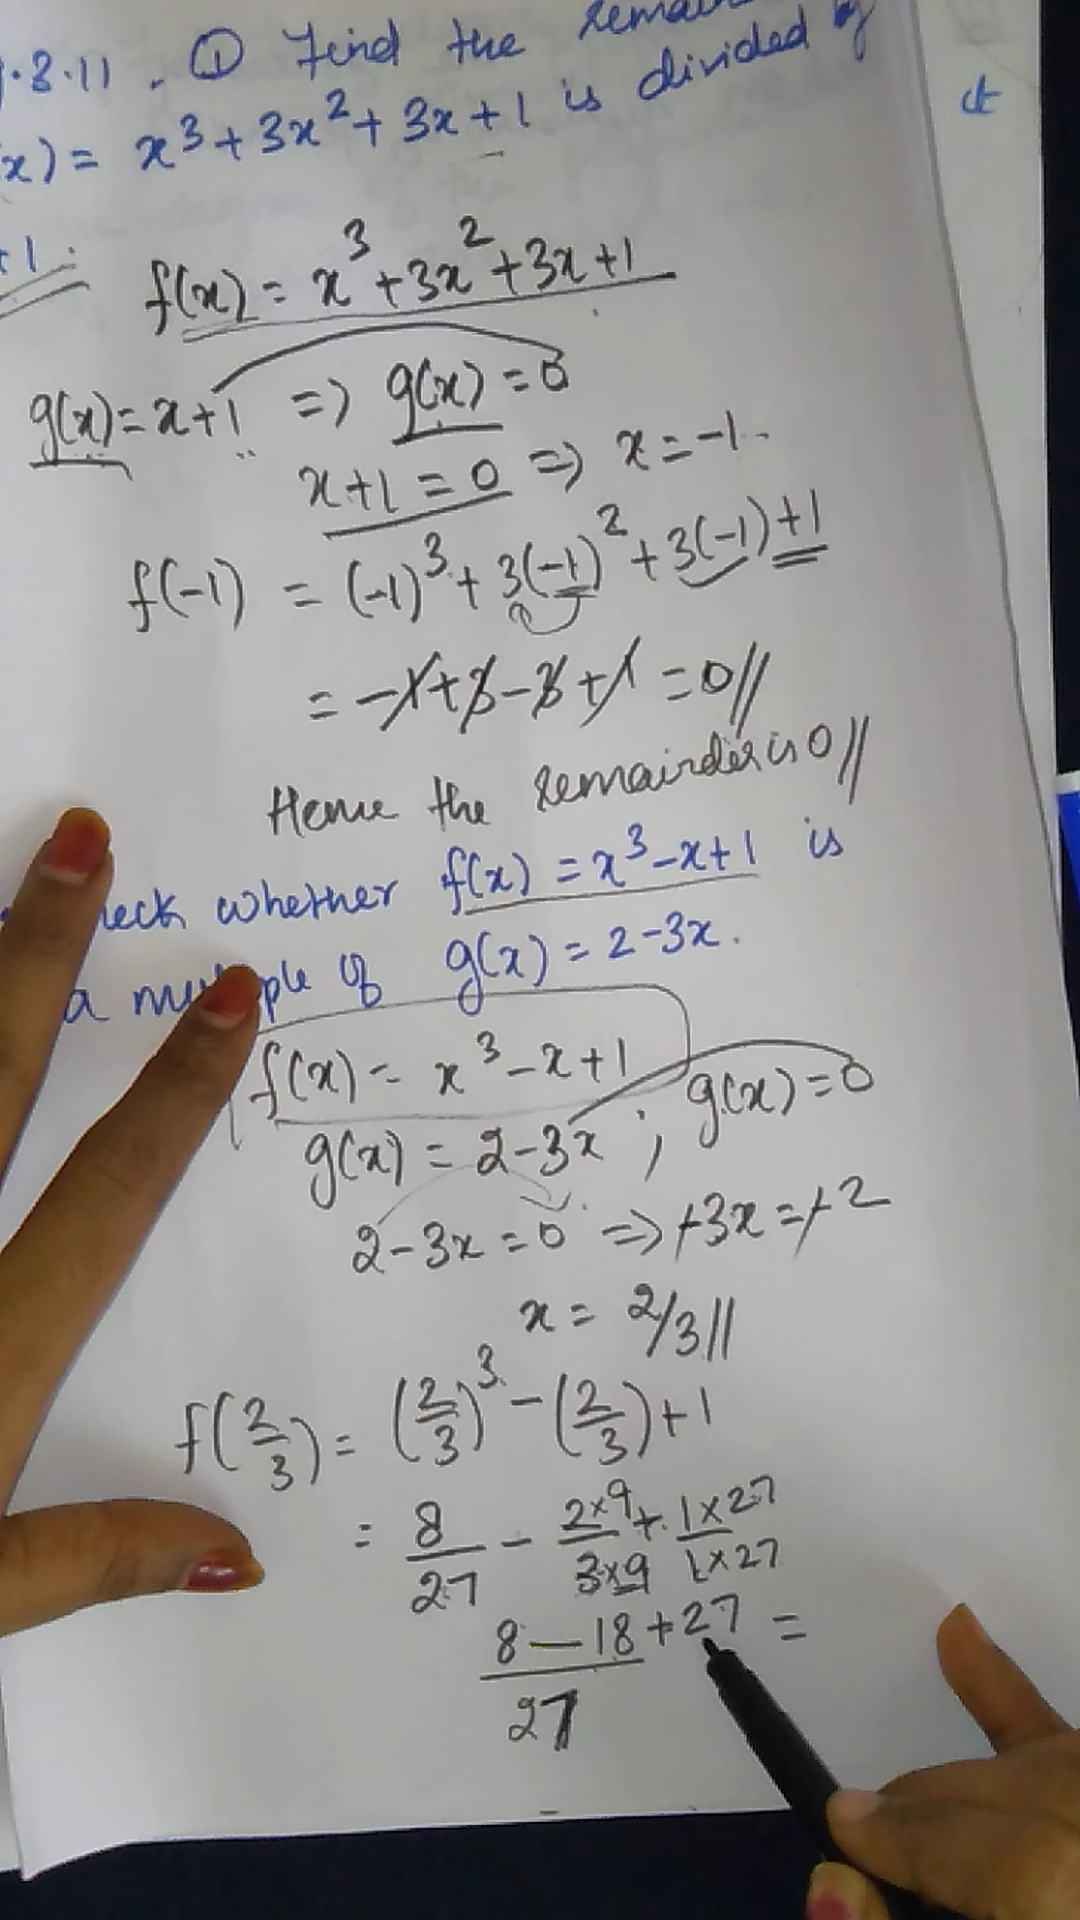 .8.11. ① Find the
x) = x³+3x²+3x+1 is divided by
+1.
f(x) = x³+3x²+3x+1
g(x)=x+1 => g(x)=0
x+1=0 => x=-1
f(-1) = (-1)³+3(-1)²+3(-1)+1
= -1+3-3+1 =0//
Hence the remainder is 0//
heck whether f(x) = x³-x+1 is
a multiple of g(x) = 2-3x.
f(x) = x³-x+1
g(x) = 2-3x ; g(x)=0
2-3x=0 => -3x=-2
x = 2/3//
f(2/3) = (2/3)³-(2/3)+1
= 8/27 - 2×9/3×9 + 1×27/1×27
8-18+27/27 =